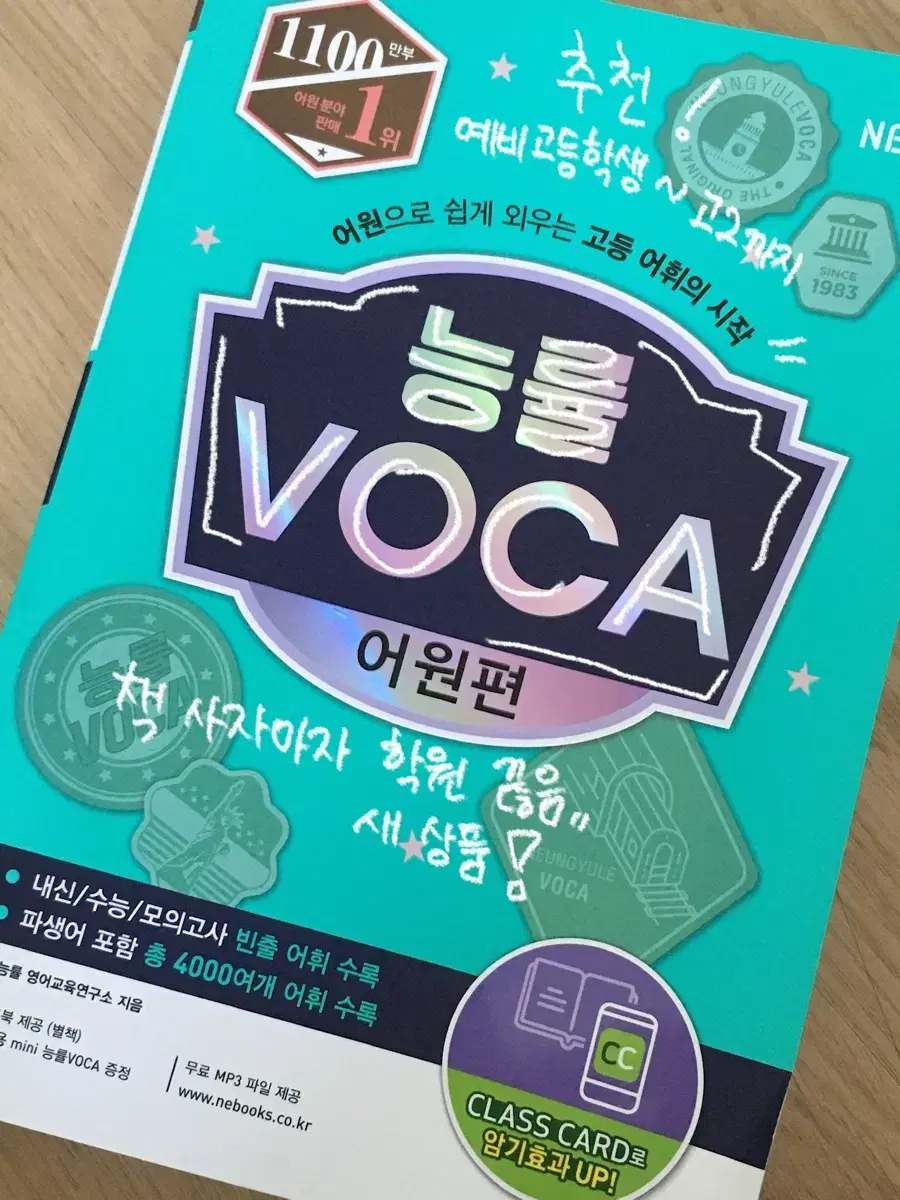 1100만부
어원 분야
판매 1위
추천!
예비고등학생 ~ 고2까지
NEUNGYULEVOCA
THE ORIGINAL
NE
SINCE
1983
어원으로 쉽게 외우는 고등 어휘의 시작
능률
VOCA
어원편
능률
VOCA
책 사자마자 학원 끊음..
새상품!
NEUNGYULE
VOCA
내신/수능/모의고사 빈출 어휘 수록
파생어 포함 총 4000여개 어휘 수록
능률 영어교육연구소 지음
북 제공 (별책)
용 mini 능률VOCA 증정
무료 MP3 파일 제공
www.nebooks.co.kr
CC
CLASS CARD로
암기효과 UP!